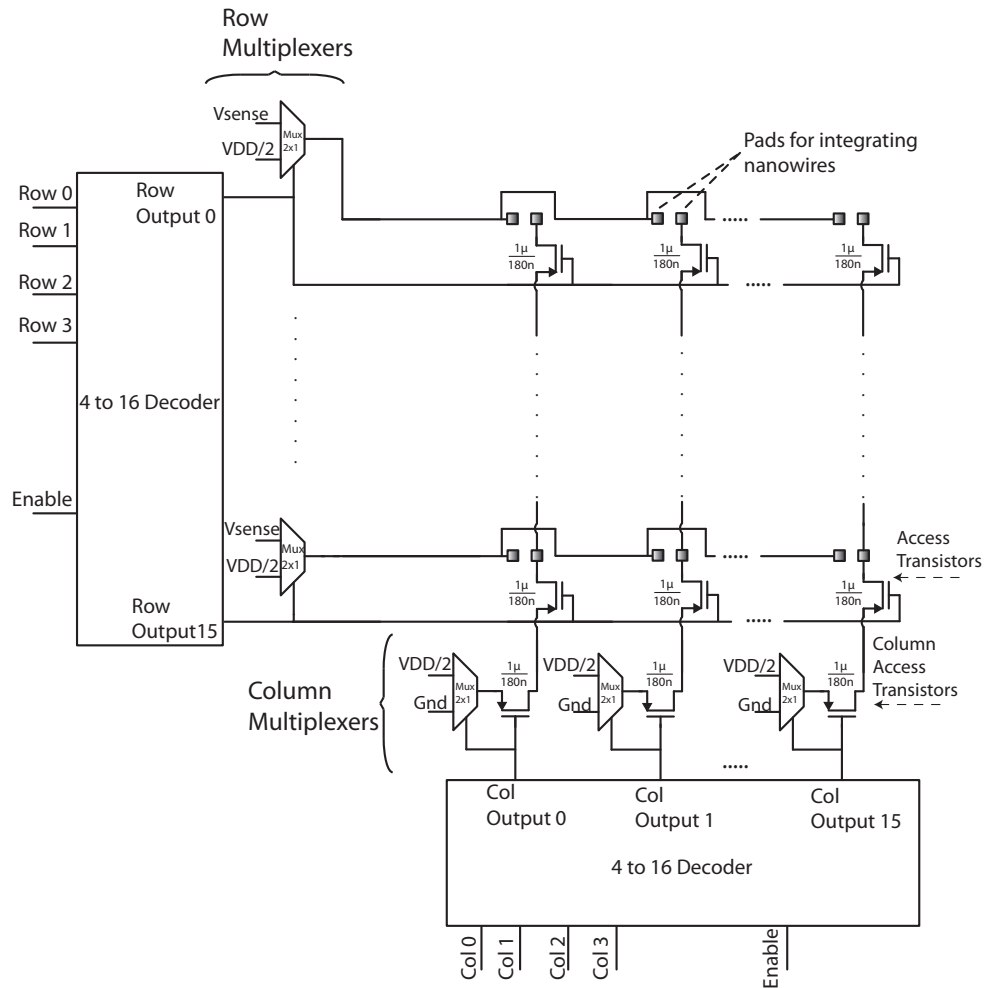 Row
Multiplexers
Vsense
VDD/2
Mux
2x1
Pads for integrating
nanowires
Row 0
Row 1
Row 2
Row 3
Enable
Row
Output 0
4 to 16 Decoder
Row
Output15
1µ
180n
1µ
180n
1µ
180n
.....
.....
Vsense
VDD/2
Mux
2x1
.....
.....
1µ
180n
1µ
180n
1µ
180n
Access
Transistors
Column
Multiplexers
VDD/2
Gnd
Mux
2x1
1µ
180n
VDD/2
Gnd
Mux
2x1
1µ
180n
VDD/2
Gnd
Mux
2x1
1µ
180n
Column
Access
Transistors
.....
Col
Output 0
Col
Output 1
Col
Output 15
4 to 16 Decoder
Col 0
Col 1
Col 2
Col 3
Enable